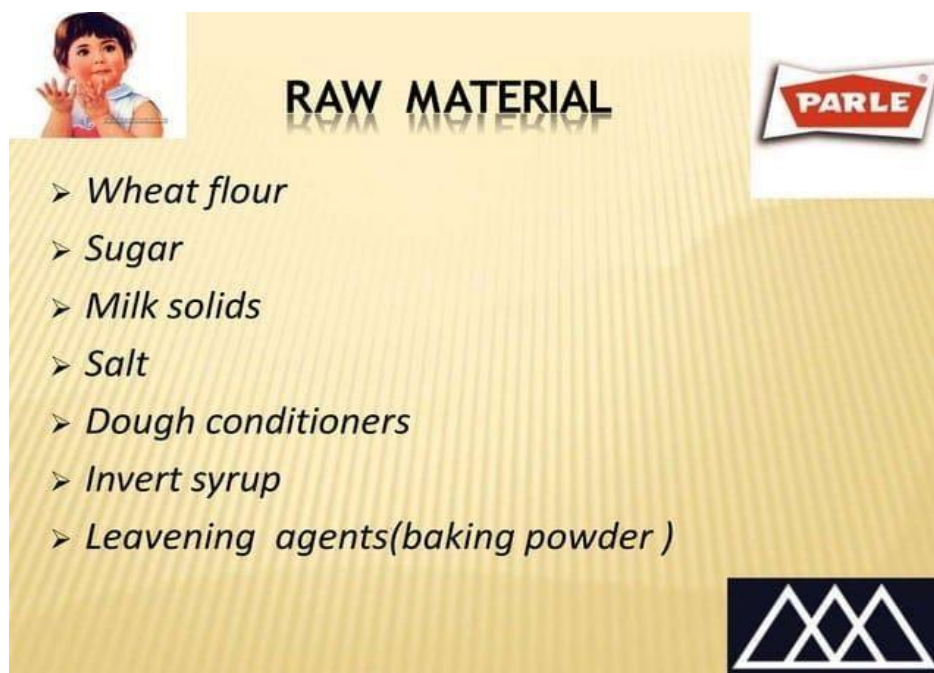 RAW MATERIAL
PARLE
®
➢ Wheat flour
➢ Sugar
➢ Milk solids
➢ Salt
➢ Dough conditioners
➢ Invert syrup
➢ Leavening agents(baking powder )